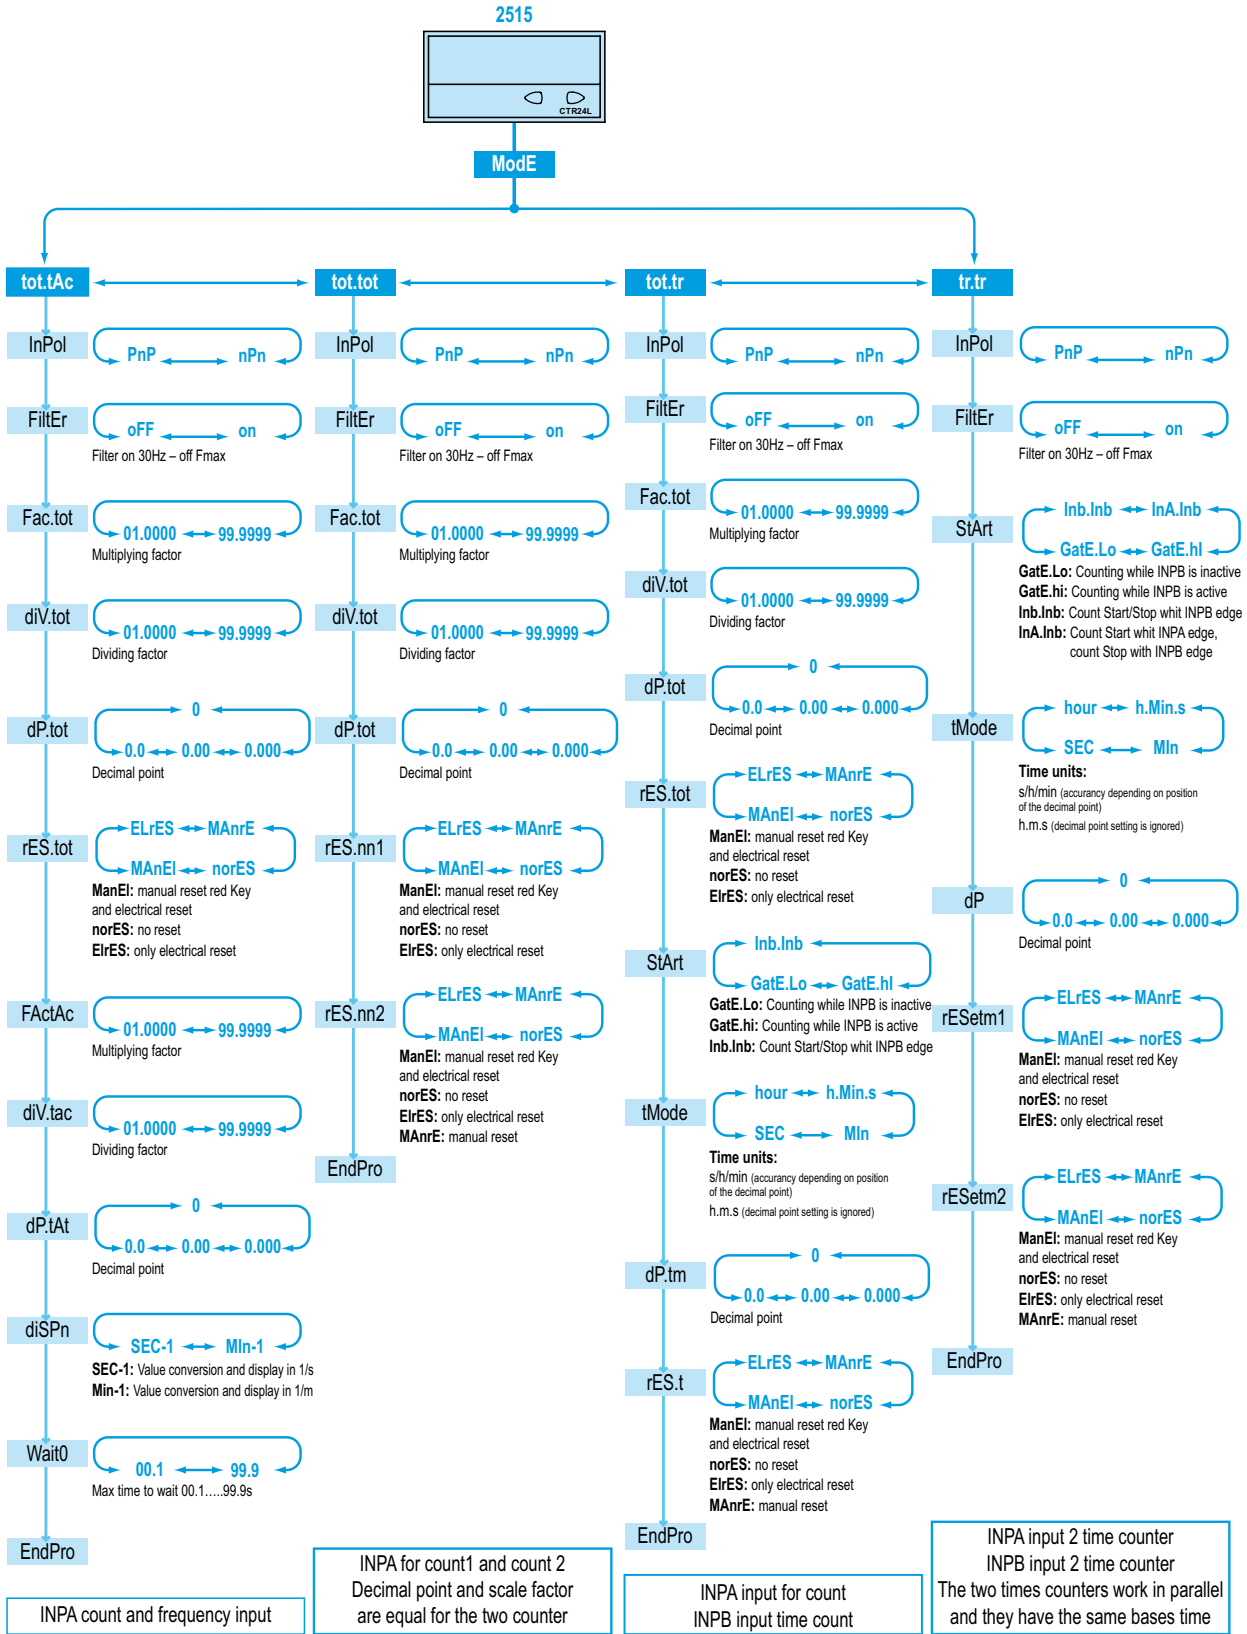 2515
CTR24L
ModE
tot.tAc
InPol
PnP nPn
FiltEr
oFF on
Filter on 30Hz – off Fmax
Fac.tot
01.0000 99.9999
Multiplying factor
diV.tot
01.0000 99.9999
Dividing factor
dP.tot
0
0.0 0.00 0.000
Decimal point
rES.tot
ELrES MAnrE
MAnEl norES
ManEl: manual reset red Key
and electrical reset
norES: no reset
ElrES: only electrical reset
FActAc
01.0000 99.9999
Multiplying factor
diV.tac
01.0000 99.9999
Dividing factor
dP.tAt
0
0.0 0.00 0.000
Decimal point
diSPn
SEC-1 MIn-1
SEC-1: Value conversion and display in 1/s
Min-1: Value conversion and display in 1/m
Wait0
00.1 99.9
Max time to wait 00.1.....99.9s
EndPro
INPA count and frequency input
tot.tot
InPol
PnP nPn
FiltEr
oFF on
Filter on 30Hz – off Fmax
Fac.tot
01.0000 99.9999
Multiplying factor
diV.tot
01.0000 99.9999
Dividing factor
dP.tot
0
0.0 0.00 0.000
Decimal point
rES.nn1
ELrES MAnrE
MAnEl norES
ManEl: manual reset red Key
and electrical reset
norES: no reset
ElrES: only electrical reset
rES.nn2
ELrES MAnrE
MAnEl norES
ManEl: manual reset red Key
and electrical reset
norES: no reset
ElrES: only electrical reset
MAnrE: manual reset
EndPro
INPA for count1 and count 2
Decimal point and scale factor
are equal for the two counter
tot.tr
InPol
PnP nPn
FiltEr
oFF on
Filter on 30Hz – off Fmax
Fac.tot
01.0000 99.9999
Multiplying factor
diV.tot
01.0000 99.9999
Dividing factor
dP.tot
0
0.0 0.00 0.000
Decimal point
rES.tot
ELrES MAnrE
MAnEl norES
ManEl: manual reset red Key
and electrical reset
norES: no reset
ElrES: only electrical reset
StArt
Inb.Inb
GatE.Lo GatE.hI
GatE.Lo: Counting while INPB is inactive
GatE.hi: Counting while INPB is active
Inb.Inb: Count Start/Stop whit INPB edge
tMode
hour h.Min.s
SEC MIn
Time units:
s/h/min (accurancy depending on position
of the decimal point)
h.m.s (decimal point setting is ignored)
dP.tm
0
0.0 0.00 0.000
Decimal point
rES.t
ELrES MAnrE
MAnEl norES
ManEl: manual reset red Key
and electrical reset
norES: no reset
ElrES: only electrical reset
MAnrE: manual reset
EndPro
INPA input for count
INPB input time count
tr.tr
InPol
PnP nPn
FiltEr
oFF on
Filter on 30Hz – off Fmax
StArt
Inb.Inb InA.Inb
GatE.Lo GatE.hI
GatE.Lo: Counting while INPB is inactive
GatE.hi: Counting while INPB is active
Inb.Inb: Count Start/Stop whit INPB edge
InA.Inb: Count Start whit INPA edge,
count Stop with INPB edge
tMode
hour h.Min.s
SEC MIn
Time units:
s/h/min (accurancy depending on position
of the decimal point)
h.m.s (decimal point setting is ignored)
dP
0
0.0 0.00 0.000
Decimal point
rESetm1
ELrES MAnrE
MAnEl norES
ManEl: manual reset red Key
and electrical reset
norES: no reset
ElrES: only electrical reset
rESetm2
ELrES MAnrE
MAnEl norES
ManEl: manual reset red Key
and electrical reset
norES: no reset
ElrES: only electrical reset
MAnrE: manual reset
EndPro
INPA input 2 time counter
INPB input 2 time counter
The two times counters work in parallel
and they have the same bases time